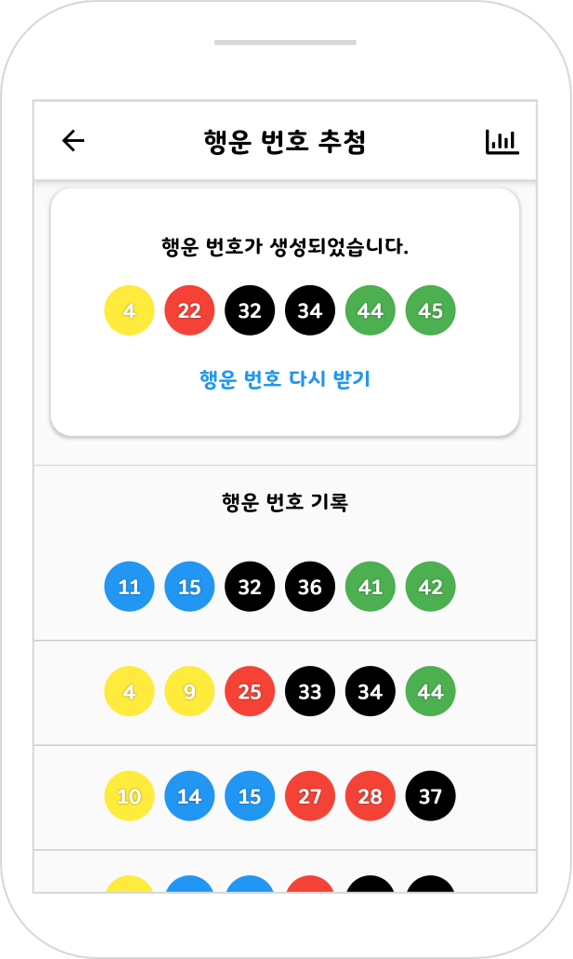 행운 번호 추첨
행운 번호가 생성되었습니다.
4 22 32 34 44 45
행운 번호 다시 받기
행운 번호 기록
11 15 32 36 41 42
4 9 25 33 34 44
10 14 15 27 28 37